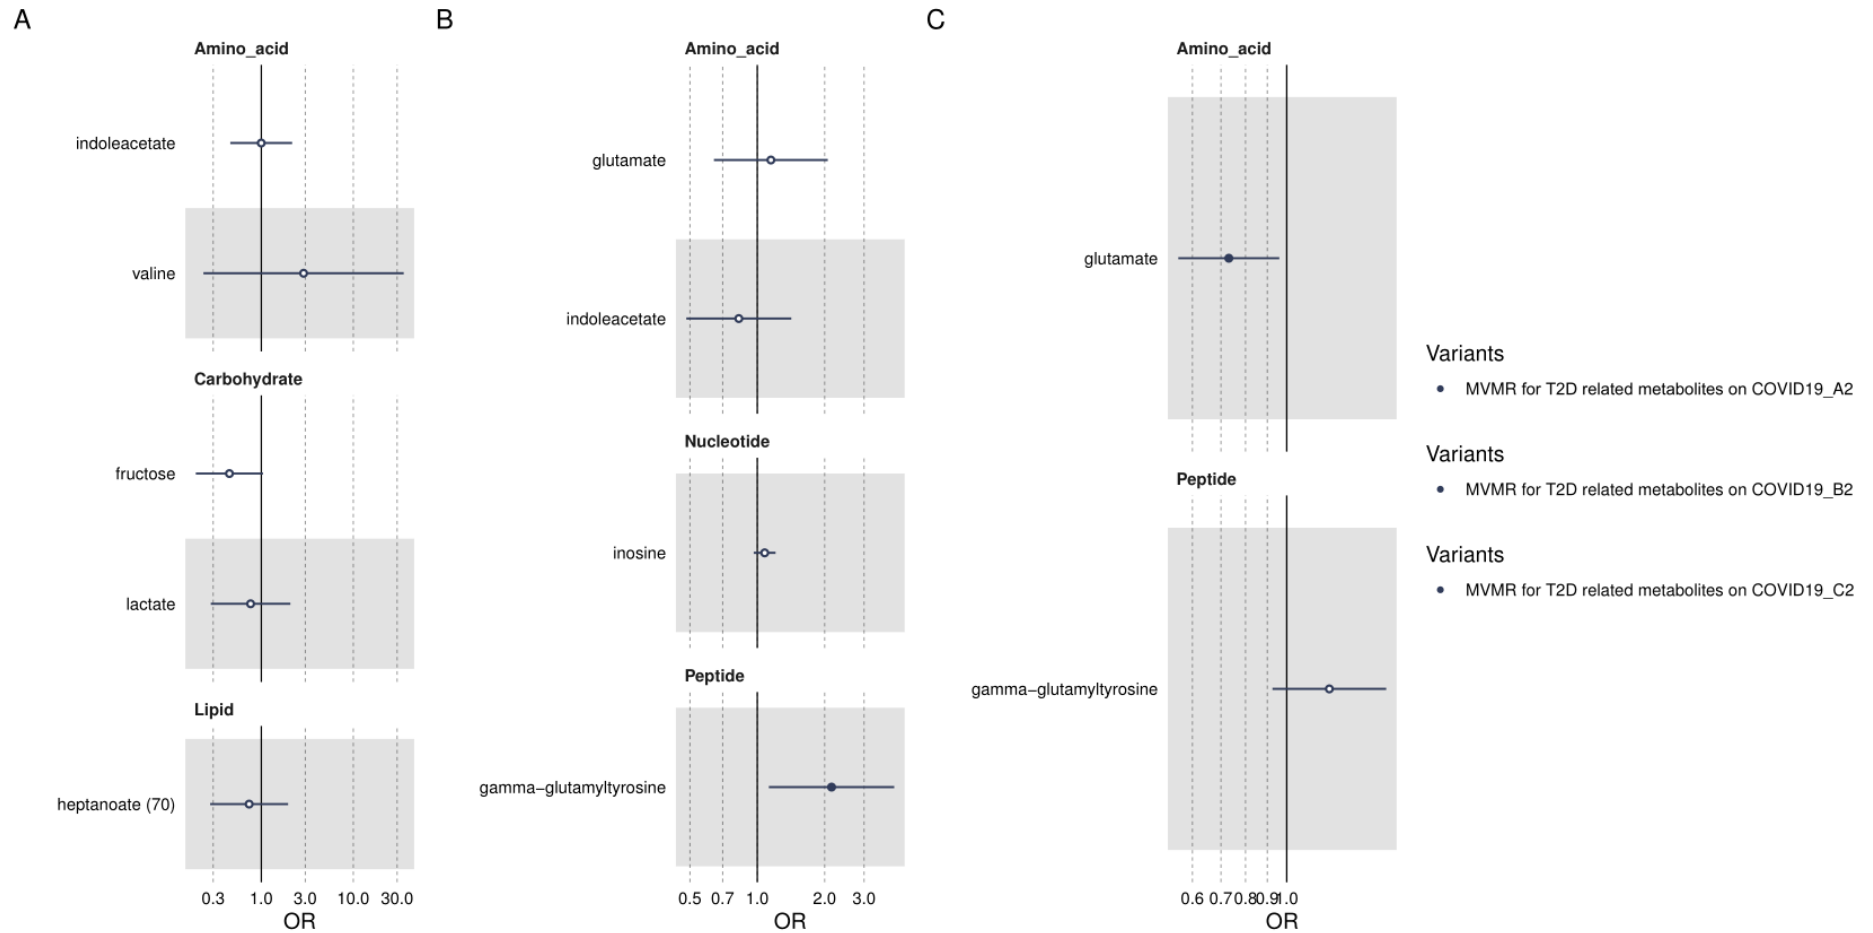 A
Amino_acid
indoleacetate
valine
Carbohydrate
fructose
lactate
Lipid
heptanoate (70)
0.3 1.0 3.0 10.0 30.0
OR
B
Amino_acid
glutamate
indoleacetate
Nucleotide
inosine
Peptide
gamma−glutamyltyrosine
0.5 0.7 1.0 2.0 3.0
OR
C
Amino_acid
glutamate
Peptide
gamma−glutamyltyrosine
0.6 0.7 0.8 0.9 1.0
OR
Variants
MVMR for T2D related metabolites on COVID19_A2
Variants
MVMR for T2D related metabolites on COVID19_B2
Variants
MVMR for T2D related metabolites on COVID19_C2